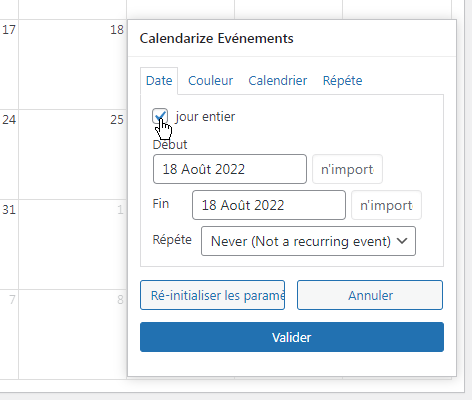 17 18
Calendarize Evénements
Date Couleur Calendrier Répéte
jour entier
24 25
Début
18 Août 2022 n'import
Fin 18 Août 2022 n'import
31 1
Répéte Never (Not a recurring event)
7 8
Ré-initialiser les paramé Annuler
Valider